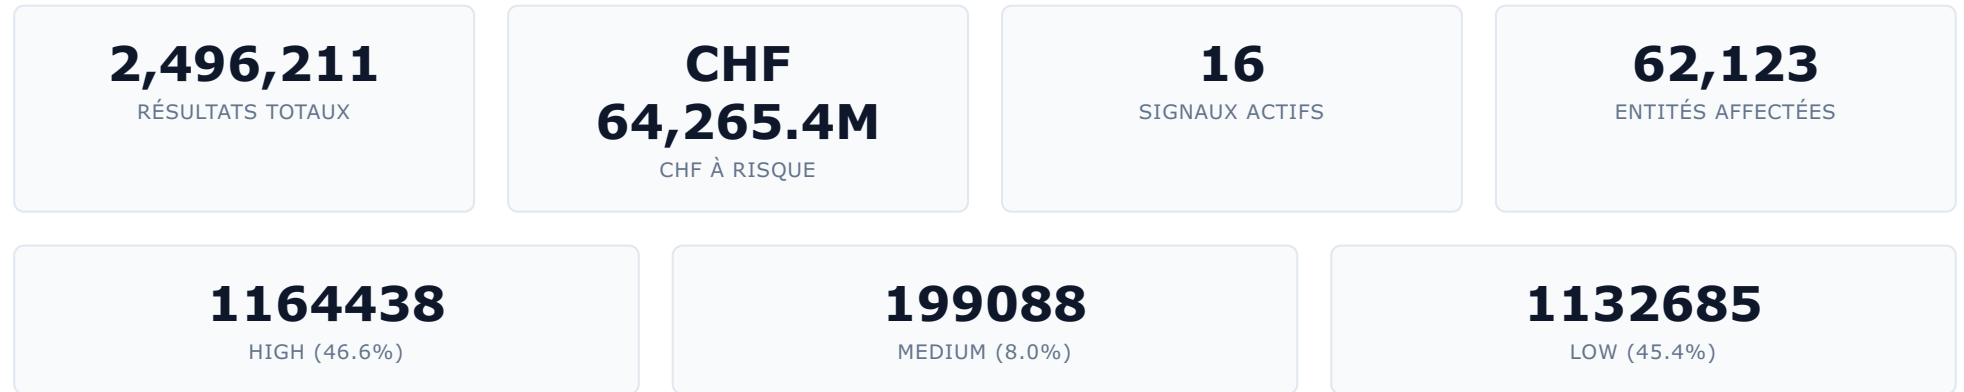 2,496,211
RÉSULTATS TOTAUX
CHF
64,265.4M
CHF À RISQUE
16
SIGNAUX ACTIFS
62,123
ENTITÉS AFFECTÉES
1164438
HIGH (46.6%)
199088
MEDIUM (8.0%)
1132685
LOW (45.4%)